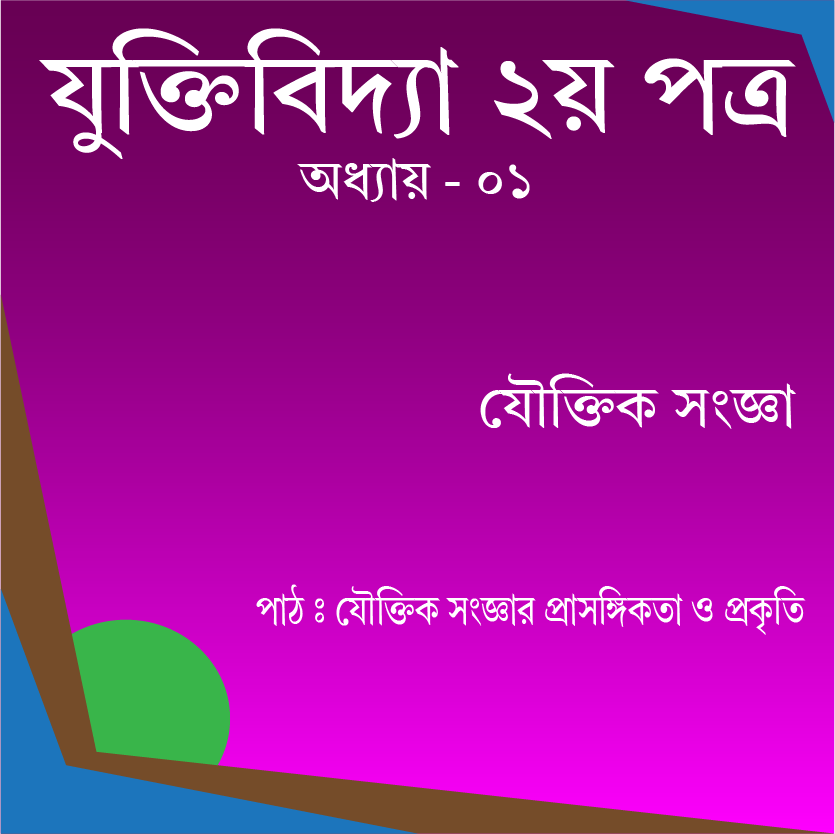 যুক্তিবিদ্যা ২য় পত্র
অধ্যায় - ০১
যৌক্তিক সংজ্ঞা
পাঠ ঃ যৌক্তিক সংজ্ঞার প্রাসঙ্গিকতা ও প্রকৃতি